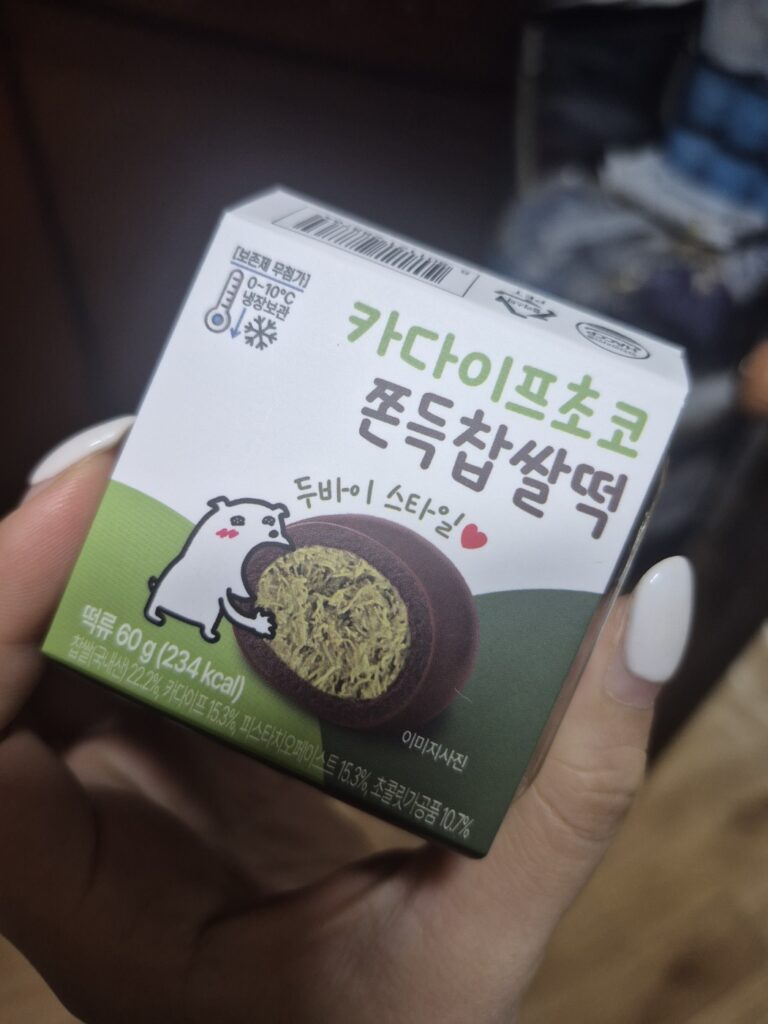 [보존제 무첨가]
0~10℃
냉장보관
카다이프초코
쫀득찹쌀떡
두바이 스타일
떡류 60 g (234 kcal)
찹쌀(국내산) 22.2%, 카다이프 15.3%, 피스타치오페이스트 15.3%, 초콜릿가공품 10.7%
이미지사진